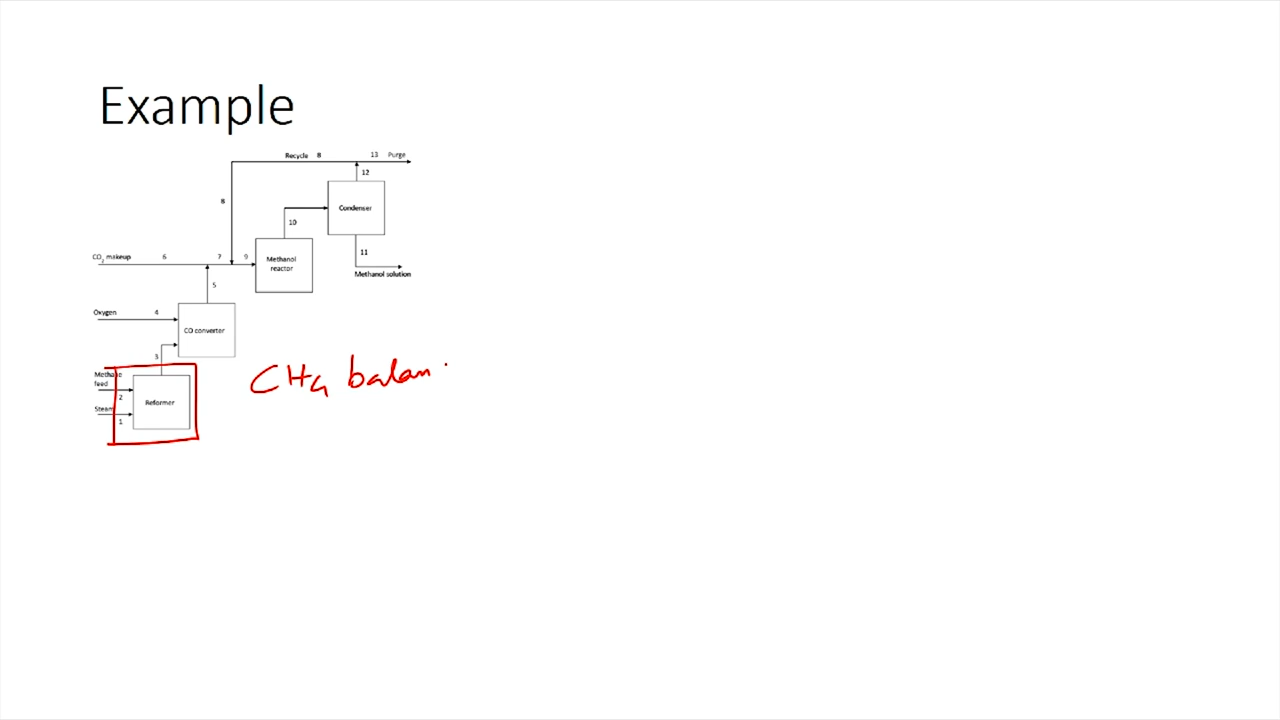 Example
Recycle 8 13 Purge
12
8
Condenser
10
11
Methanol solution
CO2 makeup 6 7 9
Methanol reactor
5
Oxygen 4
CO converter
3
Methane feed
2
Reformer
Steam
1
CH4 balan